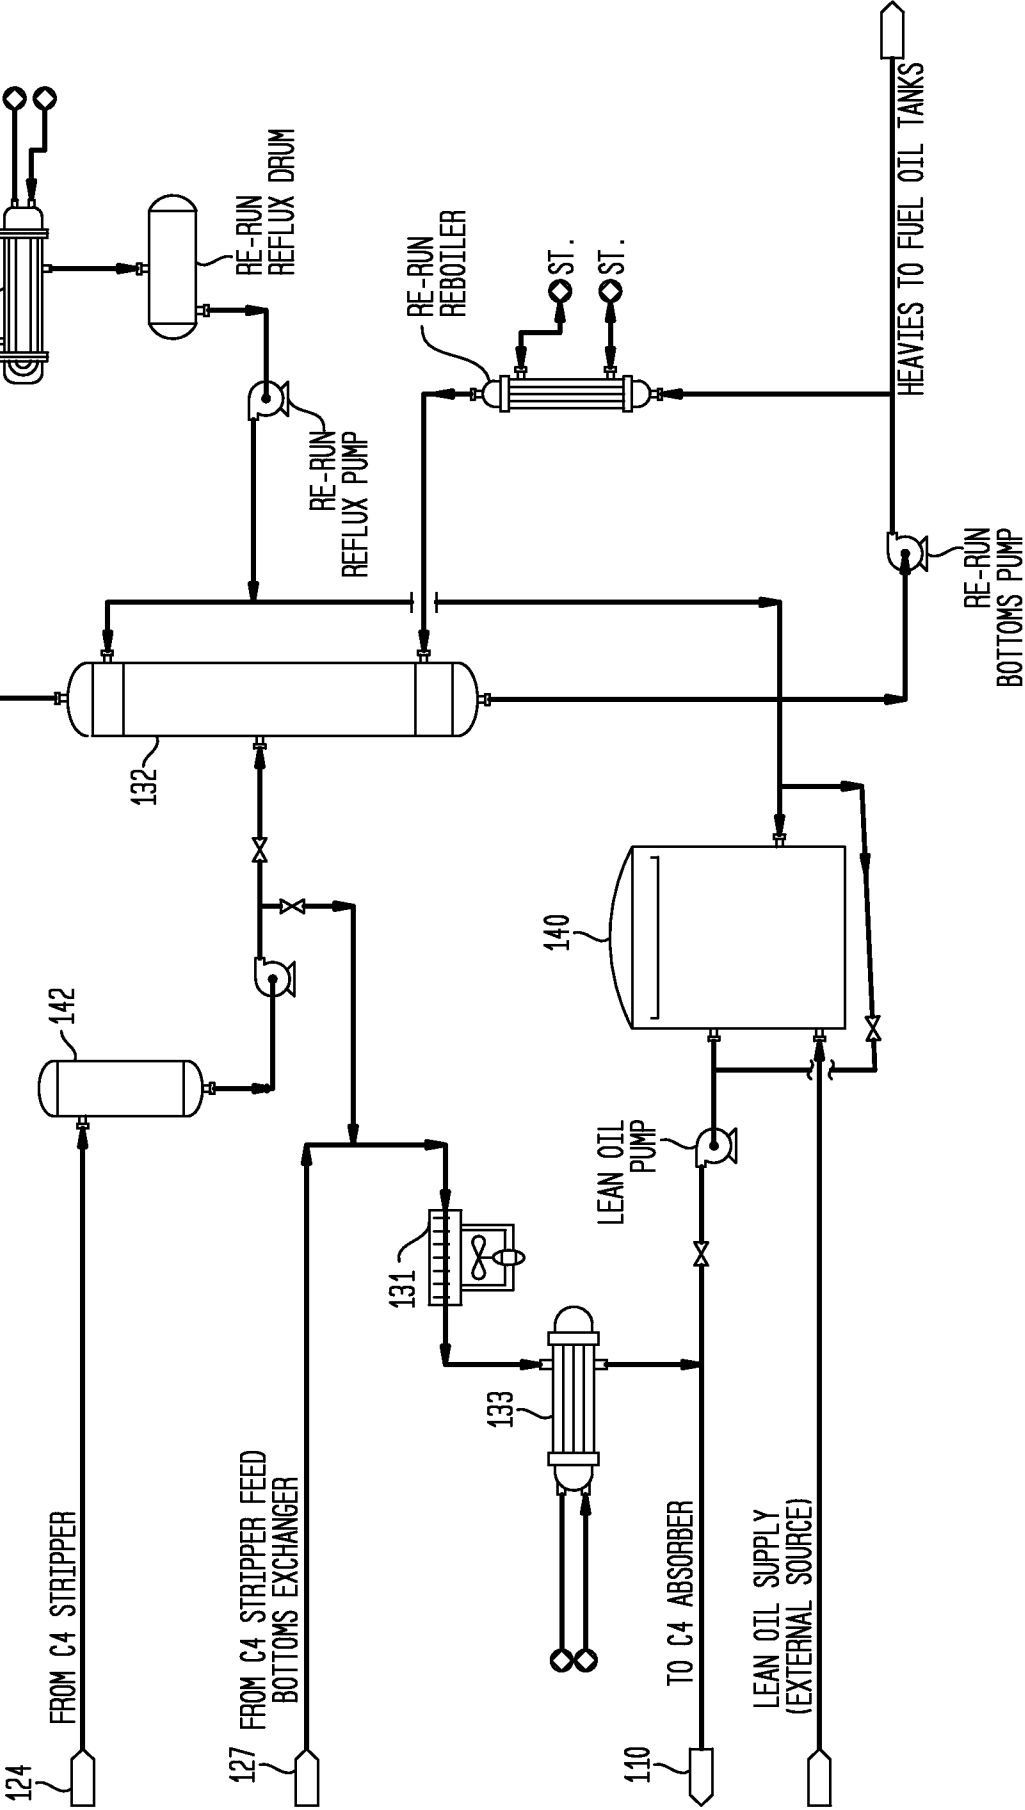 124
FROM C4 STRIPPER
142
127
FROM C4 STRIPPER FEED
BOTTOMS EXCHANGER
131
133
132
RE-RUN
REFLUX DRUM
RE-RUN
REFLUX PUMP
RE-RUN
REBOILER
ST.
ST.
140
LEAN OIL
PUMP
110
TO C4 ABSORBER
LEAN OIL SUPPLY
(EXTERNAL SOURCE)
RE-RUN
BOTTOMS PUMP
HEAVIES TO FUEL OIL TANKS